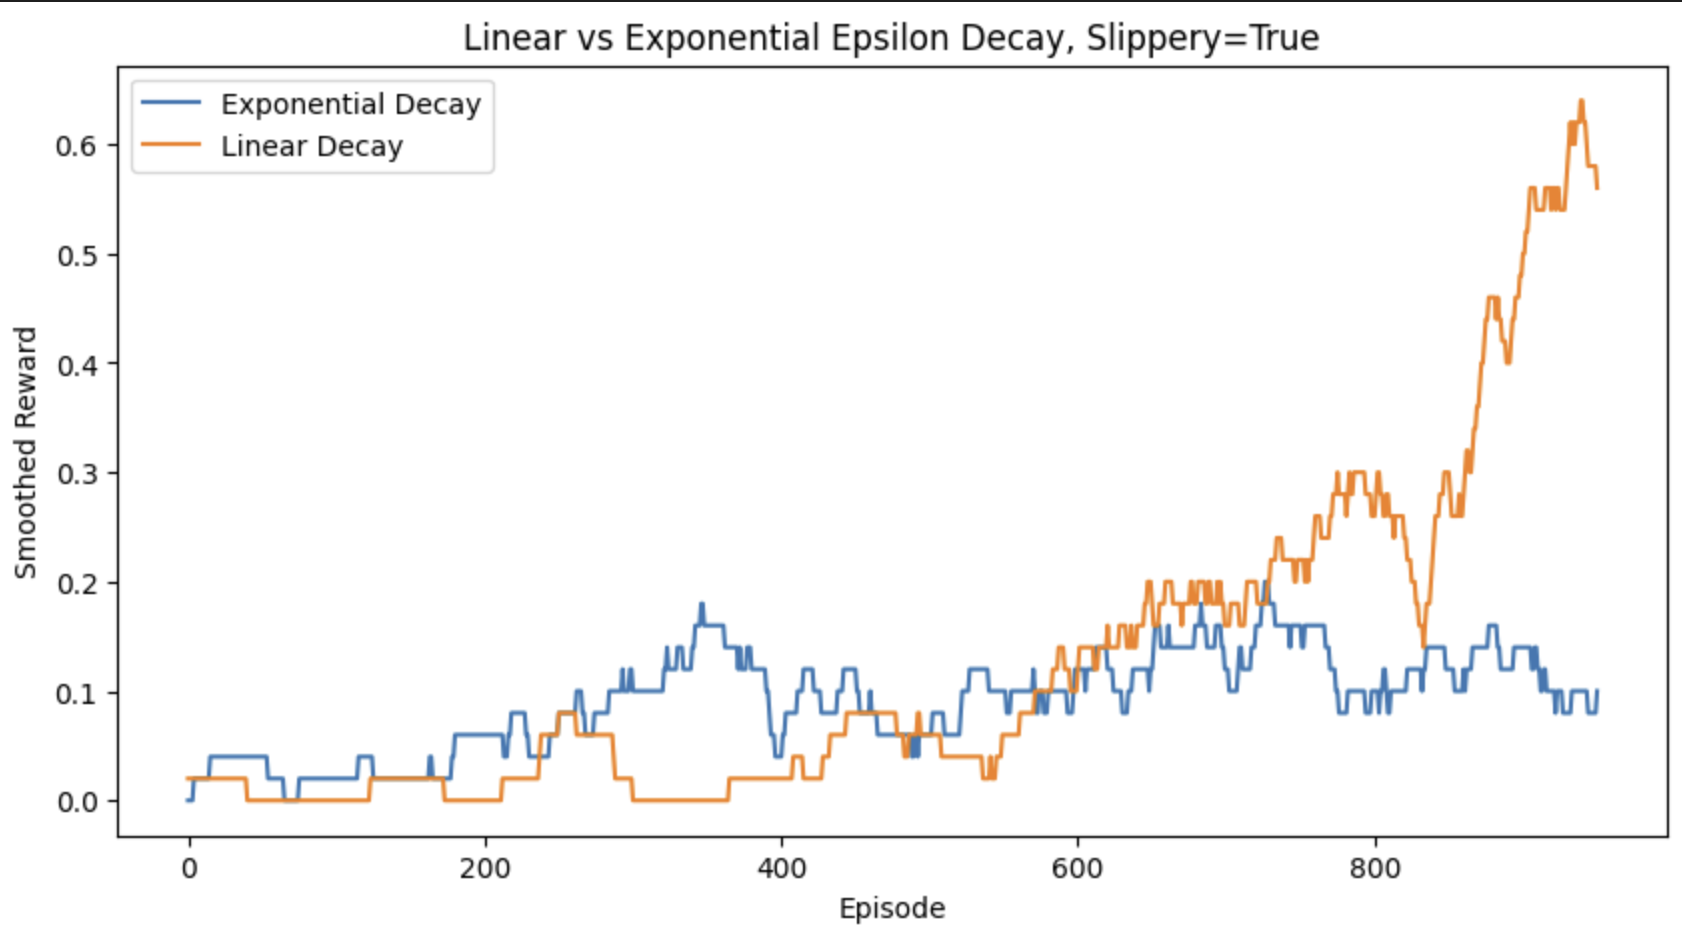 Linear vs Exponential Epsilon Decay, Slippery=True
Exponential Decay
Linear Decay
Smoothed Reward
0.6
0.5
0.4
0.3
0.2
0.1
0.0
0 200 400 600 800
Episode